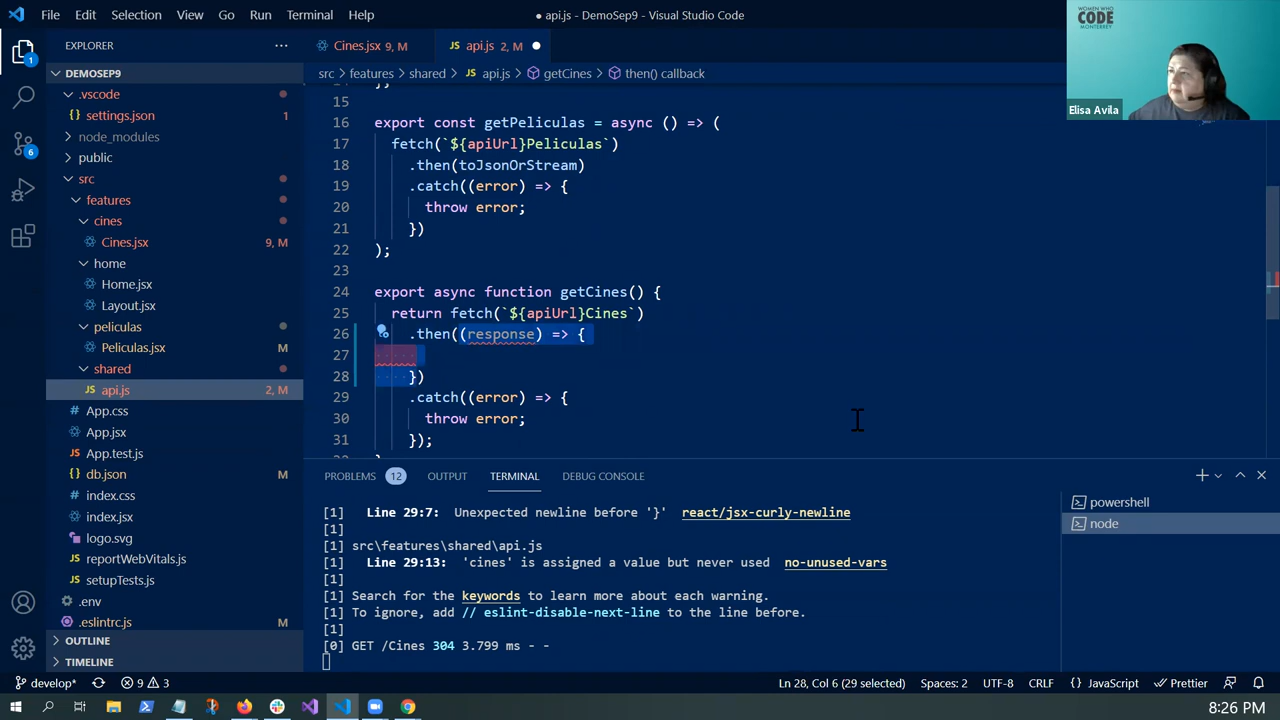 File Edit Selection View Go Run Terminal Help
● api.js - DemoSep9 - Visual Studio Code
WOMEN WHO
CODE
MONTERREY
Elisa Avila
EXPLORER
DEMOSEP9
.vscode
settings.json 1
node_modules
public
src
features
cines
Cines.jsx 9, M
home
Home.jsx
Layout.jsx
peliculas
Peliculas.jsx M
shared
JS api.js 2, M
App.css
App.jsx
App.test.js
db.json M
index.css
index.jsx
logo.svg
reportWebVitals.js
setupTests.js
.env
.eslintrc.js M
OUTLINE
TIMELINE
1
6
Cines.jsx 9, M
JS api.js 2, M ●
src > features > shared > JS api.js > getCines > then() callback
15
16 export const getPeliculas = async () => (
17 fetch(`${apiUrl}Peliculas`)
18 .then(toJsonOrStream)
19 .catch((error) => {
20 throw error;
21 })
22 );
23
24 export async function getCines() {
25 return fetch(`${apiUrl}Cines`)
26 .then((response) => {
27
28 })
29 .catch((error) => {
30 throw error;
31 });
PROBLEMS 12 OUTPUT TERMINAL DEBUG CONSOLE
[1] Line 29:7: Unexpected newline before '}' react/jsx-curly-newline
[1]
[1] src\features\shared\api.js
[1] Line 29:13: 'cines' is assigned a value but never used no-unused-vars
[1]
[1] Search for the keywords to learn more about each warning.
[1] To ignore, add // eslint-disable-next-line to the line before.
[1]
[0] GET /Cines 304 3.799 ms - -
powershell
node
develop* 9 3 Ln 28, Col 6 (29 selected) Spaces: 2 UTF-8 CRLF {} JavaScript Prettier
8:26 PM